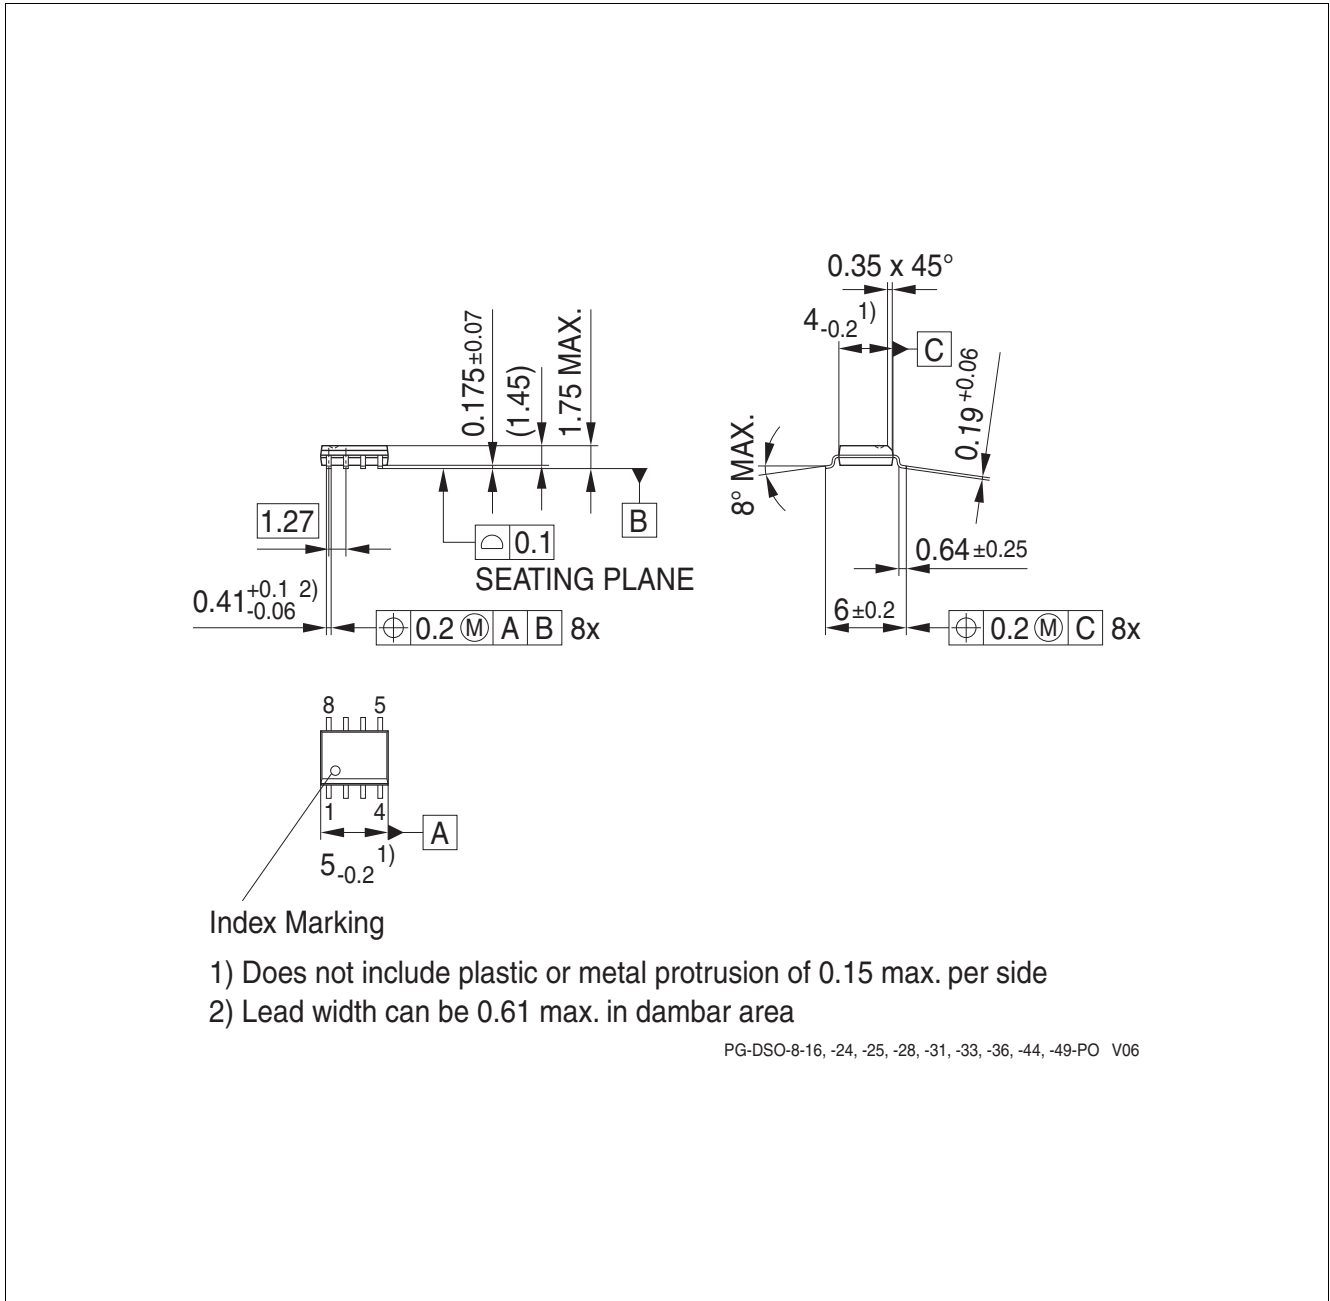 0.35 x 45°
4-0.2 1)
C
0.175±0.07
(1.45)
1.75 MAX.
0.19 +0.06
8° MAX.
1.27
B
0.1
SEATING PLANE
0.64±0.25
0.41 +0.1 -0.06 2)
0.2 Ⓜ A B 8x
6±0.2
0.2 Ⓜ C 8x
8 5
1 4
A
5-0.2 1)
Index Marking
1) Does not include plastic or metal protrusion of 0.15 max. per side
2) Lead width can be 0.61 max. in dambar area
PG-DSO-8-16, -24, -25, -28, -31, -33, -36, -44, -49-PO V06